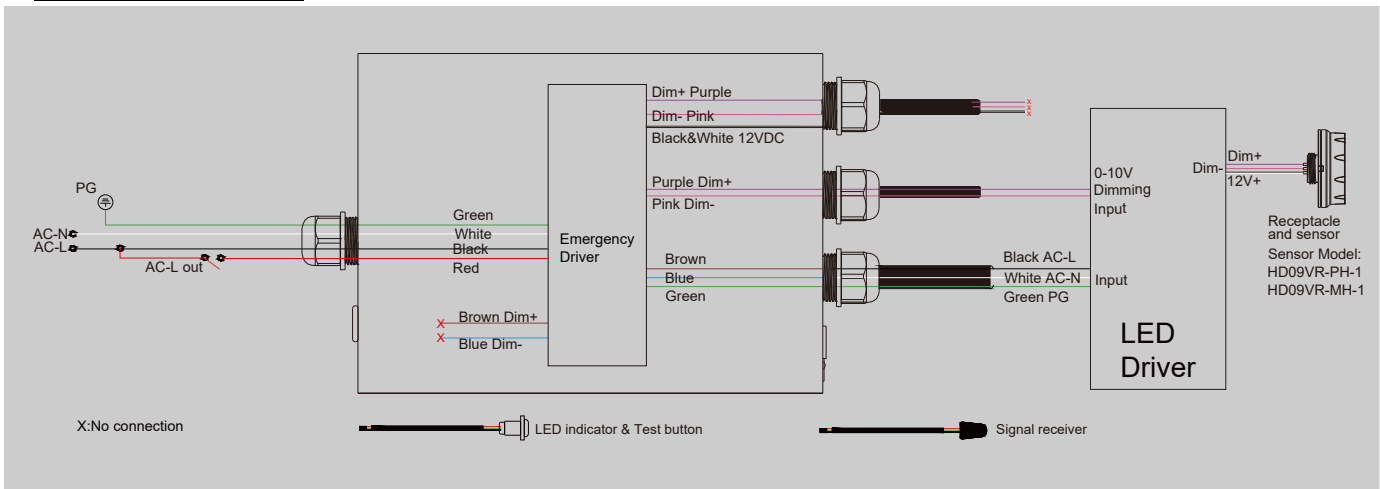 Dim+ Purple
Dim- Pink
Black&White 12VDC
Purple Dim+
Pink Dim-
PG
Green
White
Black
Red
AC-N
AC-L
AC-L out
Emergency
Driver
Brown
Blue
Green
Brown Dim+
Blue Dim-
Black AC-L
White AC-N
Green PG
0-10V
Dimming
Input
Input
LED
Driver
Dim-
Dim+
12V+
Receptacle
and sensor
Sensor Model:
HD09VR-PH-1
HD09VR-MH-1
x
x
x
X
X
X:No connection
LED indicator & Test button
Signal receiver